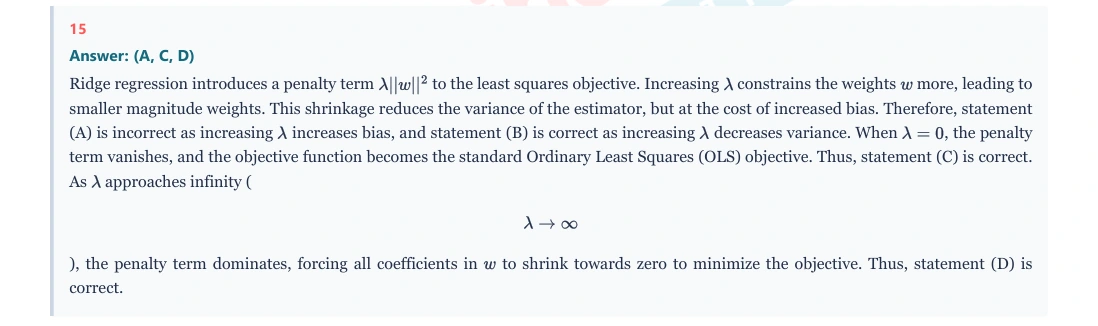 15
Answer: (A, C, D)
Ridge regression introduces a penalty term λ||w||² to the least squares objective. Increasing λ constrains the weights w more, leading to
smaller magnitude weights. This shrinkage reduces the variance of the estimator, but at the cost of increased bias. Therefore, statement
(A) is incorrect as increasing λ increases bias, and statement (B) is correct as increasing λ decreases variance. When λ = 0, the penalty
term vanishes, and the objective function becomes the standard Ordinary Least Squares (OLS) objective. Thus, statement (C) is correct.
As λ approaches infinity (
λ → ∞
), the penalty term dominates, forcing all coefficients in w to shrink towards zero to minimize the objective. Thus, statement (D) is
correct.